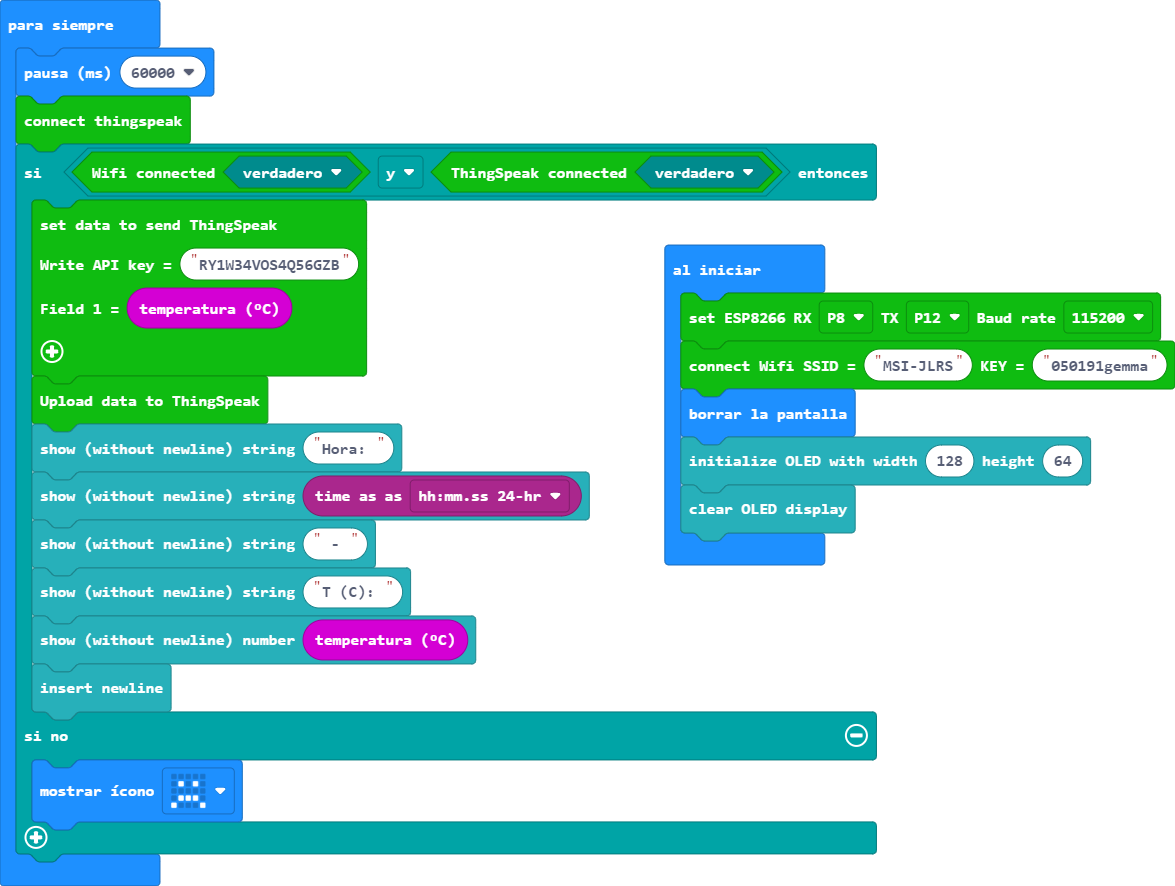 para siempre
pausa (ms) 60000
connect thingspeak
si Wifi connected verdadero y ThingSpeak connected verdadero entonces
set data to send ThingSpeak
Write API key = "RY1W34VOS4Q56GZB"
Field 1 = temperatura (ºC)
Upload data to ThingSpeak
show (without newline) string "Hora: "
show (without newline) string time as as hh:mm.ss 24-hr
show (without newline) string " - "
show (without newline) string "T (C): "
show (without newline) number temperatura (ºC)
insert newline
si no
mostrar ícono
al iniciar
set ESP8266 RX P8 TX P12 Baud rate 115200
connect Wifi SSID = "MSI-JLRS" KEY = "050191gemma"
borrar la pantalla
initialize OLED with width 128 height 64
clear OLED display